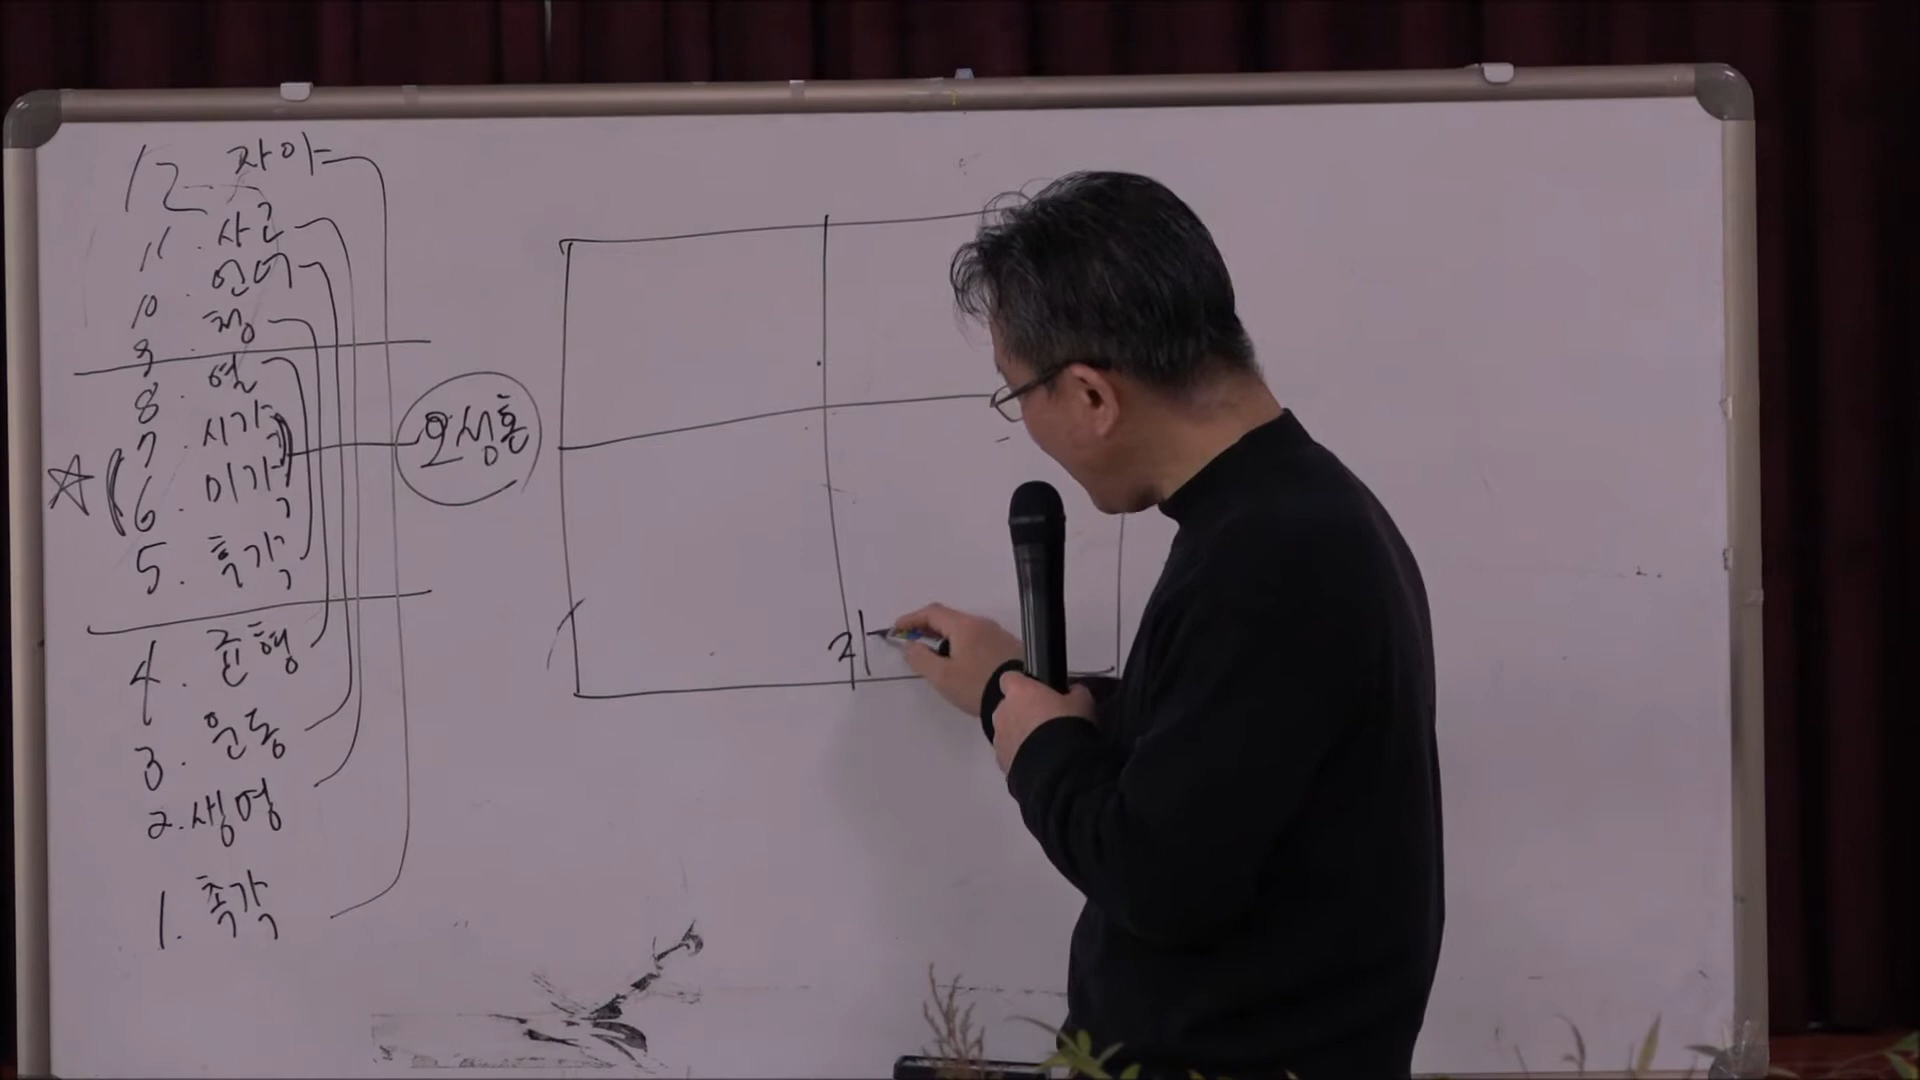 12 자아
11. 사고
10. 언어
9. 청
8. 열
7. 시각
6. 미각
5. 후각
4. 균형
3. 운동
2. 생명
1. 촉각
오성혼